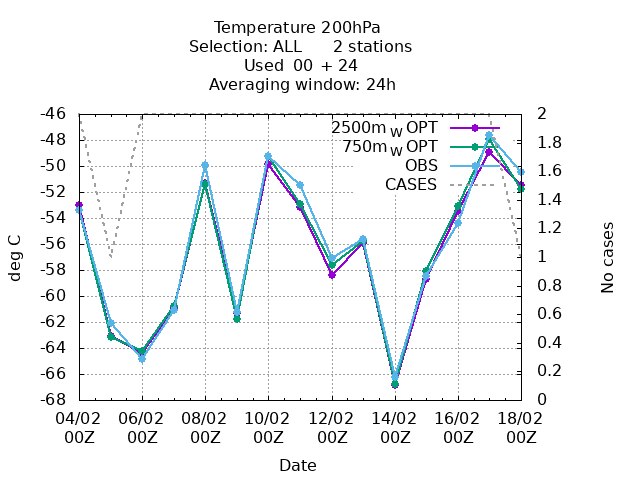 Temperature 200hPa
Selection: ALL 2 stations
Used 00 + 24
Averaging window: 24h
-46
-48
-50
-52
-54
-56
-58
-60
-62
-64
-66
-68
deg C
2500m W OPT
750m W OPT
OBS
CASES
2
1.8
1.6
1.4
1.2
1
0.8
0.6
0.4
0.2
0
No cases
04/02 06/02 08/02 10/02 12/02 14/02 16/02 18/02
00Z 00Z 00Z 00Z 00Z 00Z 00Z 00Z
Date